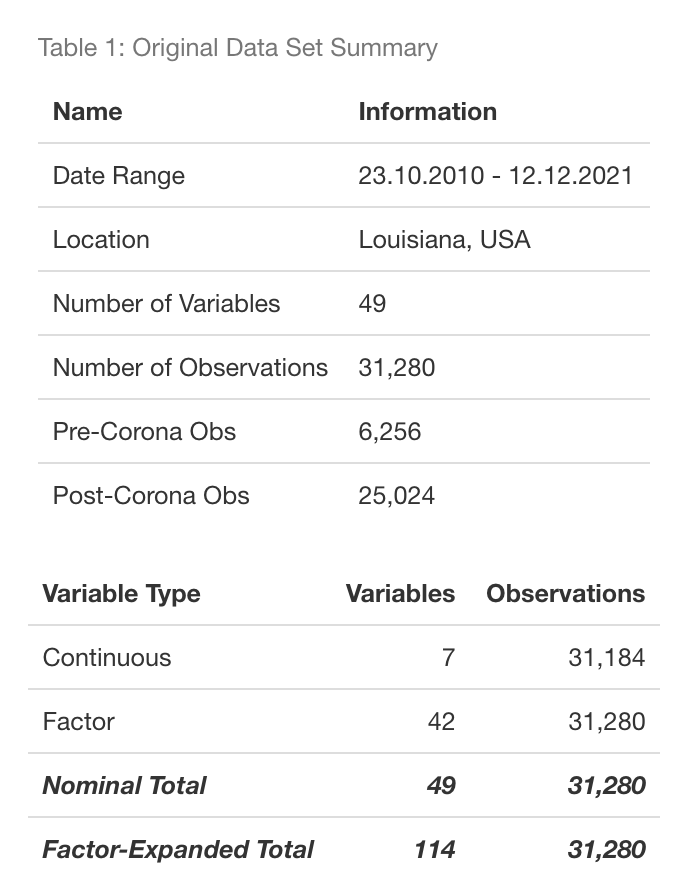 Table 1: Original Data Set Summary
Name Information
Date Range 23.10.2010 - 12.12.2021
Location Louisiana, USA
Number of Variables 49
Number of Observations 31,280
Pre-Corona Obs 6,256
Post-Corona Obs 25,024
Variable Type Variables Observations
Continuous 7 31,184
Factor 42 31,280
Nominal Total 49 31,280
Factor-Expanded Total 114 31,280